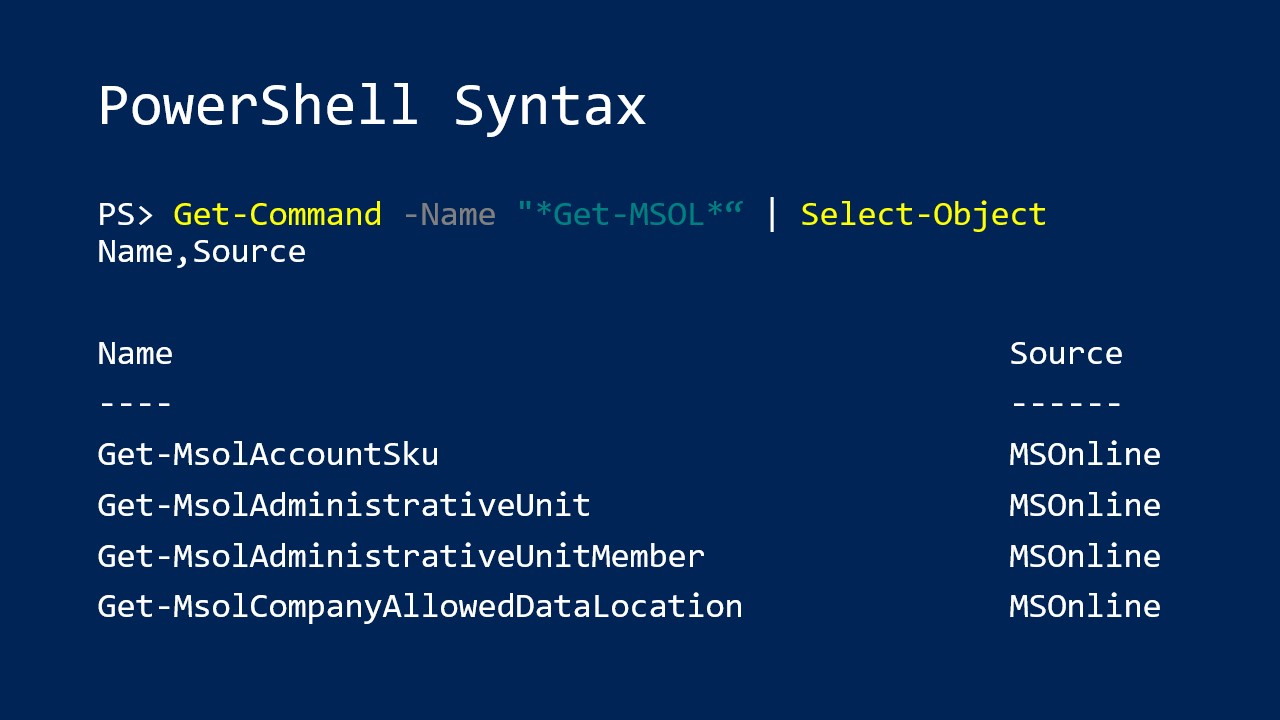 PowerShell Syntax
PS> Get-Command -Name "*Get-MSOL*“ | Select-Object
Name,Source
Name Source
---- ------
Get-MsolAccountSku MSOnline
Get-MsolAdministrativeUnit MSOnline
Get-MsolAdministrativeUnitMember MSOnline
Get-MsolCompanyAllowedDataLocation MSOnline